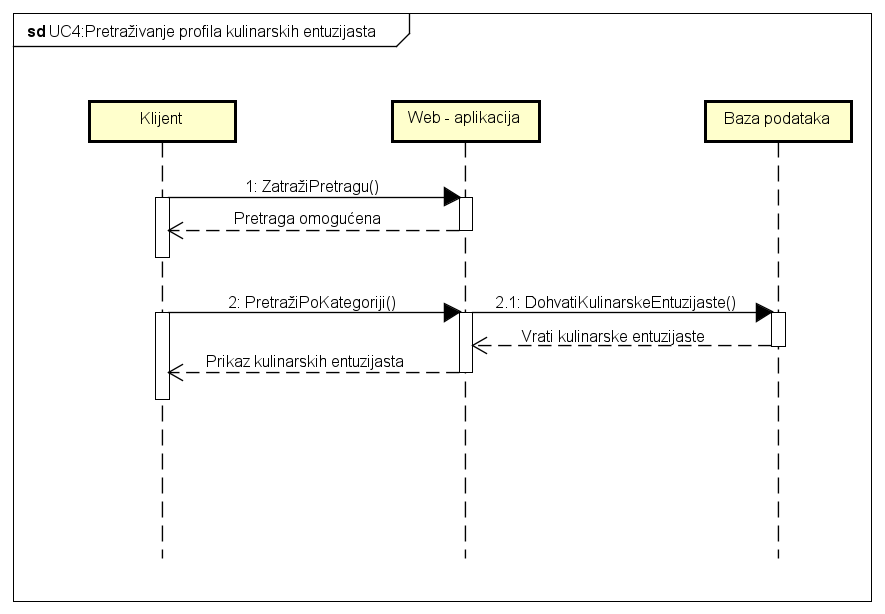 sd UC4:Pretraživanje profila kulinarskih entuzijasta
Klijent
Web - aplikacija
Baza podataka
1: ZatražiPretragu()
Pretraga omogućena
2: PretražiPoKategoriji()
2.1: DohvatiKulinarskeEntuzijaste()
Vrati kulinarske entuzijaste
Prikaz kulinarskih entuzijasta